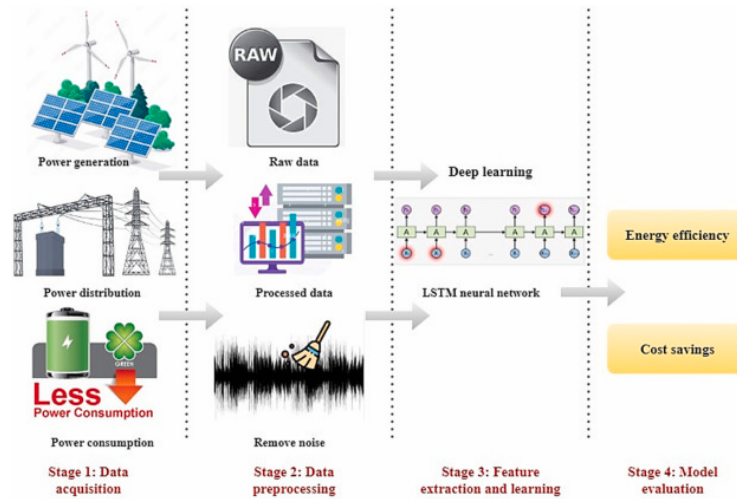 RAW
Power generation
Raw data
Deep learning
A A A A A A
Energy efficiency
Power distribution
Processed data
LSTM neural network
GREEN
Less
Power Consumption
Cost savings
Power consumption
Remove noise
Stage 1: Data
acquisition
Stage 2: Data
preprocessing
Stage 3: Feature
extraction and learning
Stage 4: Model
evaluation